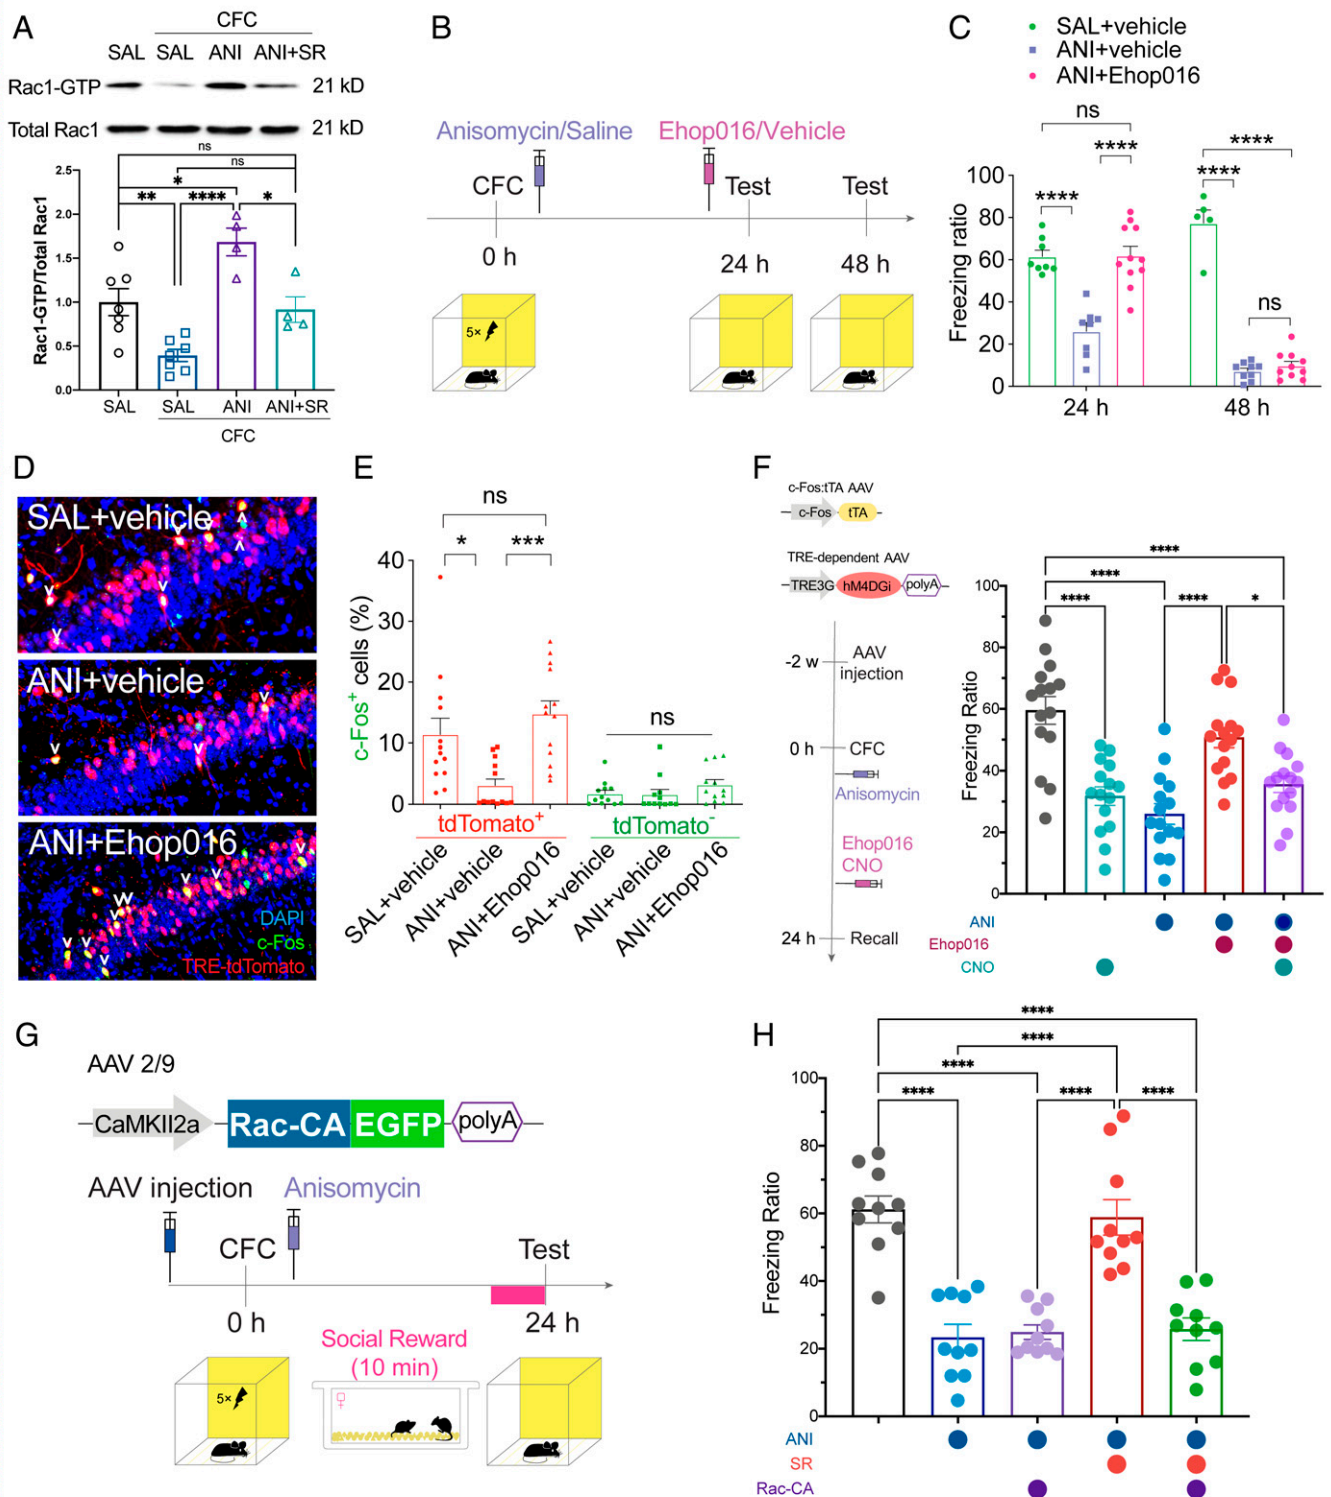 A
CFC
SAL SAL ANI ANI+SR
Rac1-GTP 21 kD
Total Rac1 21 kD
ns
ns
*
** **** *
Rac1-GTP/Total Rac1
2.5
2.0
1.5
1.0
0.5
0.0
SAL SAL ANI ANI+SR
CFC
B
Anisomycin/Saline Ehop016/Vehicle
CFC Test Test
0 h 24 h 48 h
5×
C
SAL+vehicle
ANI+vehicle
ANI+Ehop016
ns
**** ****
****
****
ns
Freezing ratio
100
80
60
40
20
0
24 h 48 h
D
SAL+vehicle
ANI+vehicle
ANI+Ehop016
DAPI
c-Fos
TRE-tdTomato
E
ns
* ***
ns
c-Fos+ cells (%)
40
30
20
10
0
tdTomato+ tdTomato-
SAL+vehicle
ANI+vehicle
ANI+Ehop016
SAL+vehicle
ANI+vehicle
ANI+Ehop016
F
c-Fos:tTA AAV
c-Fos tTA
TRE-dependent AAV
TRE3G hM4DGi polyA
-2 w AAV
injection
0 h CFC
Anisomycin
Ehop016
CNO
24 h Recall
****
****
**** **** *
Freezing Ratio
100
80
60
40
20
0
ANI
Ehop016
CNO
G
AAV 2/9
CaMKII2a Rac-CA EGFP polyA
AAV injection Anisomycin
CFC Test
0 h 24 h
Social Reward
(10 min)
5×
♀
H
****
****
****
**** **** ****
Freezing Ratio
100
80
60
40
20
0
ANI
SR
Rac-CA